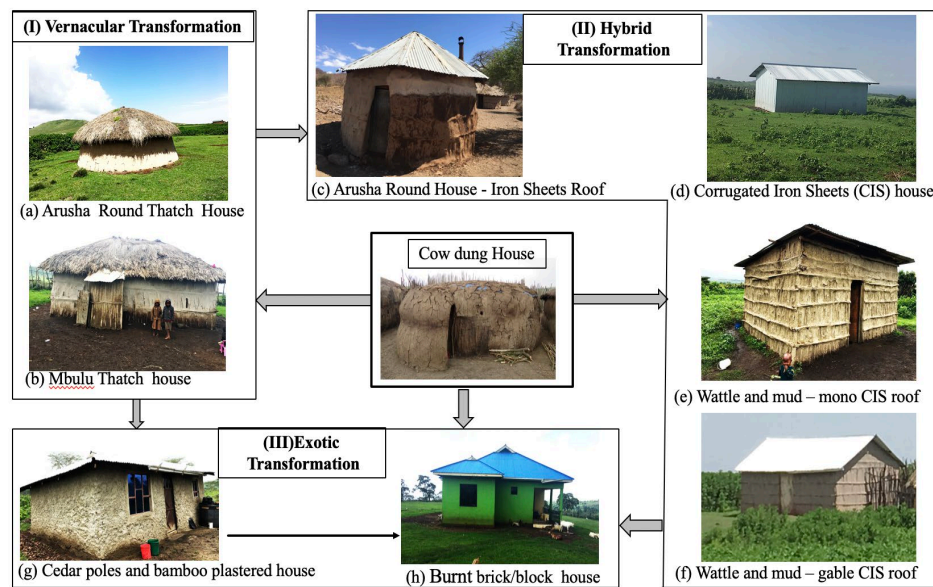 (I) Vernacular Transformation
(II) Hybrid
Transformation
(a) Arusha Round Thatch House
(c) Arusha Round House - Iron Sheets Roof
(d) Corrugated Iron Sheets (CIS) house
Cow dung House
(b) Mbulu Thatch house
(e) Wattle and mud – mono CIS roof
(III)Exotic
Transformation
(g) Cedar poles and bamboo plastered house
(h) Burnt brick/block house
(f) Wattle and mud – gable CIS roof